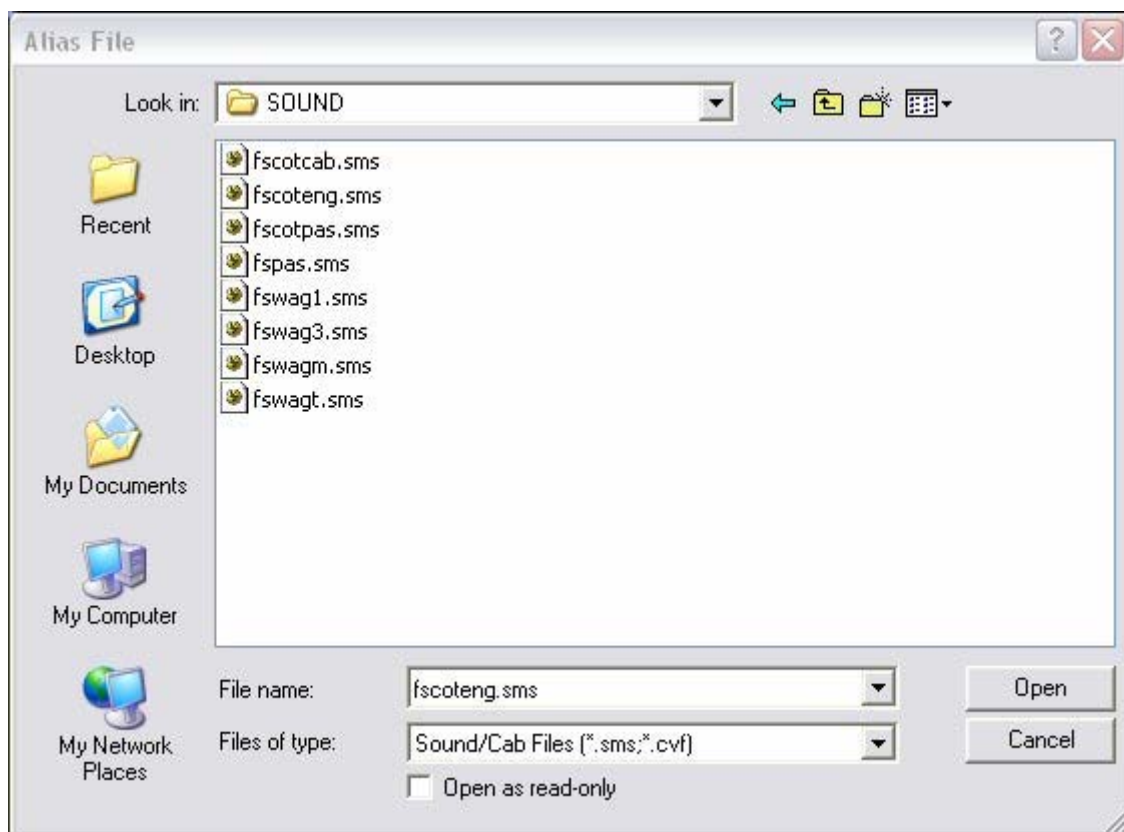 Alias File
Look in: SOUND
Recent
Desktop
My Documents
My Computer
My Network
Places
fscotcab.sms
fscoteng.sms
fscotpas.sms
fspas.sms
fswag1.sms
fswag3.sms
fswagm.sms
fswagt.sms
File name: fscoteng.sms Open
Files of type: Sound/Cab Files (*.sms;*.cvf) Cancel
Open as read-only